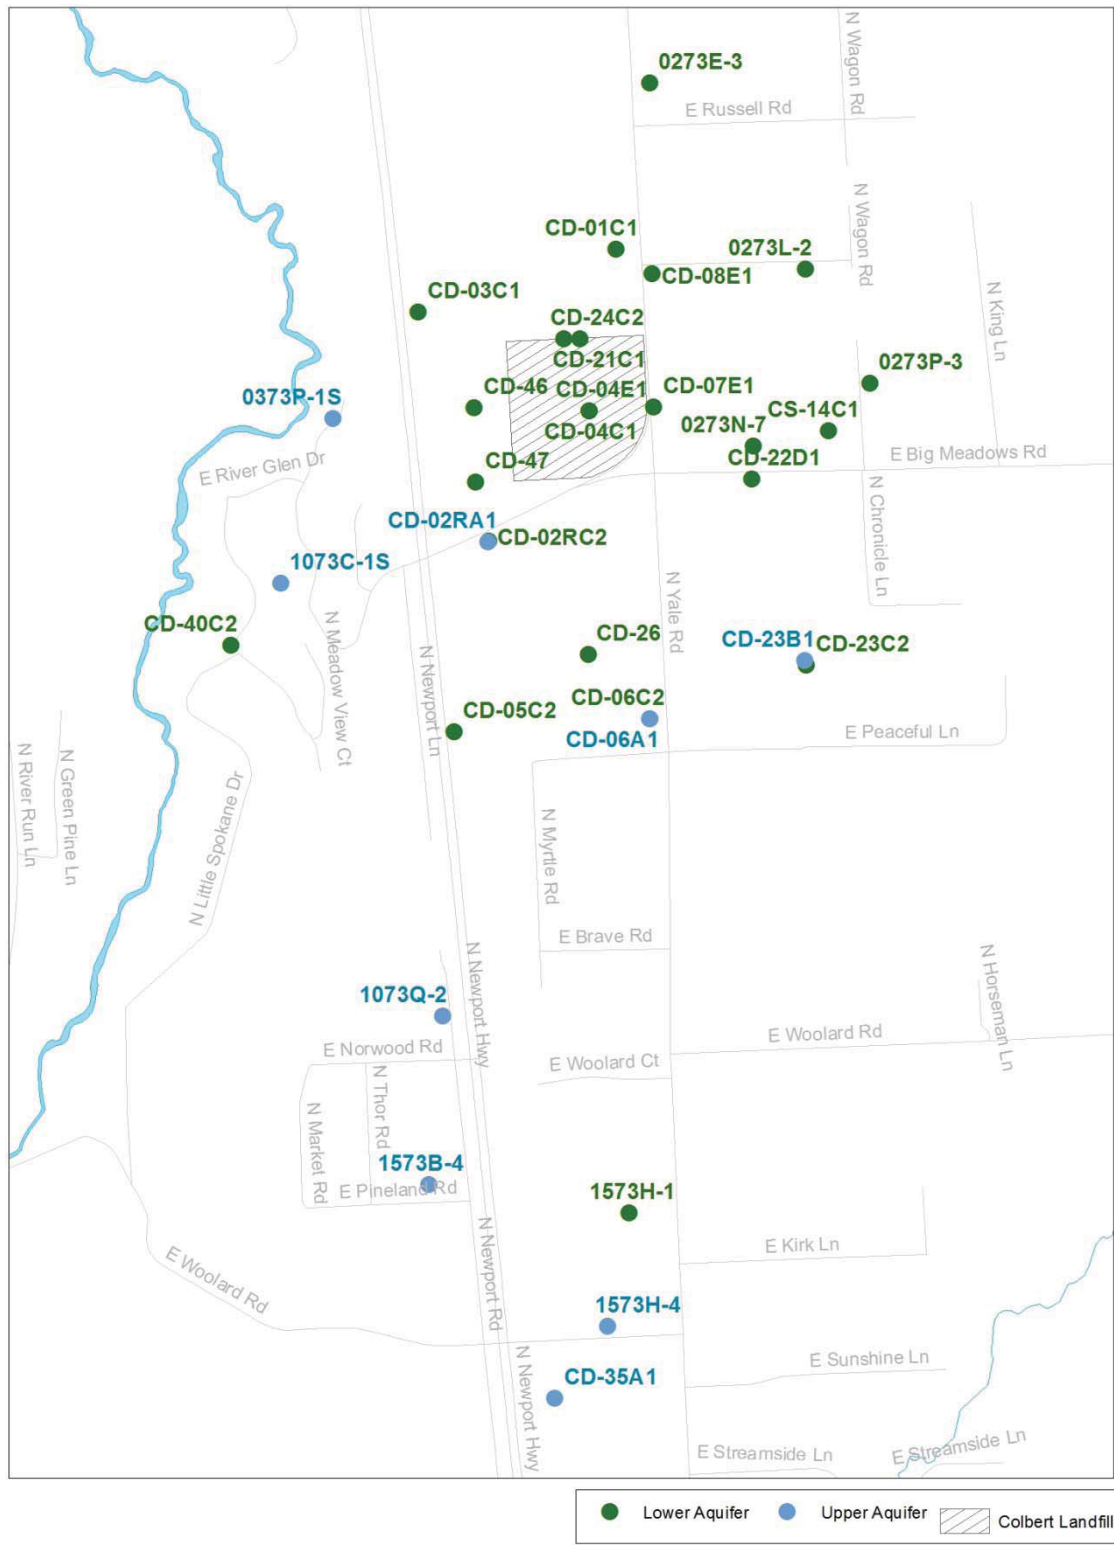 0273E-3
N Wagon Rd
E Russell Rd
N Wagon Rd
CD-01C1
0273L-2
CD-08E1
CD-03C1
N King Ln
CD-24C2
CD-21C1
0273P-3
CD-46
CD-04E1
CD-07E1
0373P-1S
CD-04C1
0273N-7
CS-14C1
E Big Meadows Rd
E River Glen Dr
CD-47
CD-22D1
N Chronicle Ln
CD-02RA1
CD-02RC2
1073C-1S
N Yale Rd
CD-40C2
N Meadow View Ct
N Newport Ln
CD-26
CD-23B1
CD-23C2
CD-06C2
CD-05C2
CD-06A1
E Peaceful Ln
N River Run Ln
N Green Pine Ln
N Little Spokane Dr
N Myrtle Rd
E Brave Rd
N Newport Hwy
N Horseman Ln
1073Q-2
E Norwood Rd
E Woolard Rd
E Woolard Ct
N Thor Rd
N Market Rd
1573B-4
E Pineland Rd
1573H-1
N Newport Rd
E Kirk Ln
E Woolard Rd
1573H-4
E Sunshine Ln
N Newport Hwy
CD-35A1
E Streamside Ln
E Streamside Ln
Lower Aquifer
Upper Aquifer
Colbert Landfill